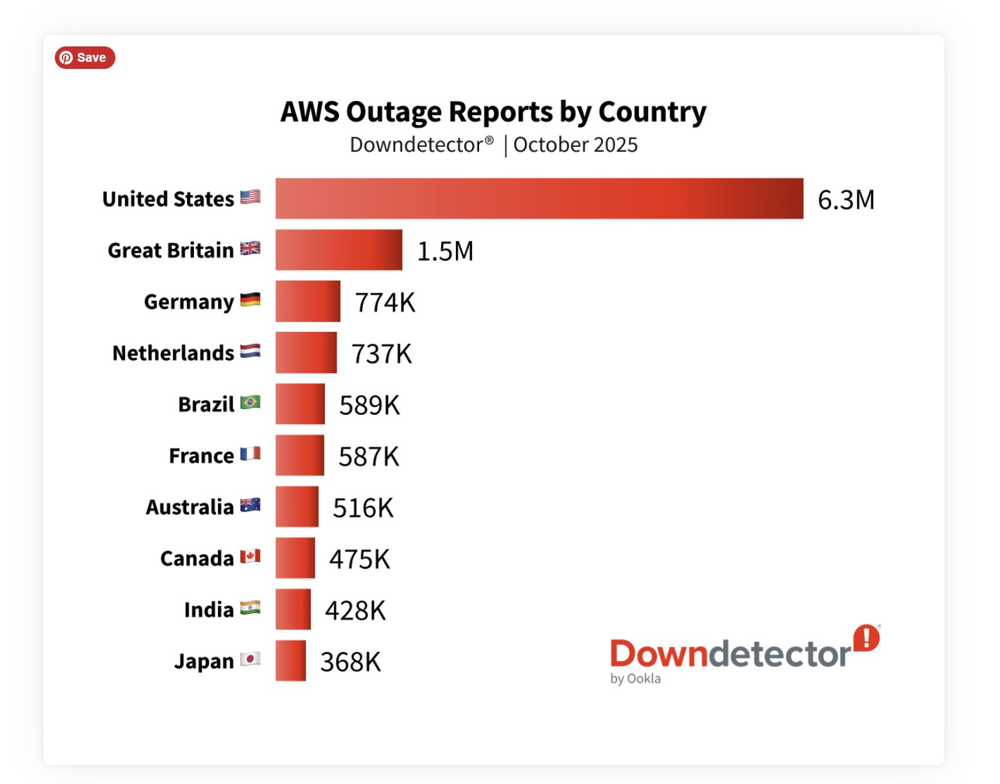 Save
AWS Outage Reports by Country
Downdetector® | October 2025
United States 6.3M
Great Britain 1.5M
Germany 774K
Netherlands 737K
Brazil 589K
France 587K
Australia 516K
Canada 475K
India 428K
Japan 368K
Downdetector®
by Ookla